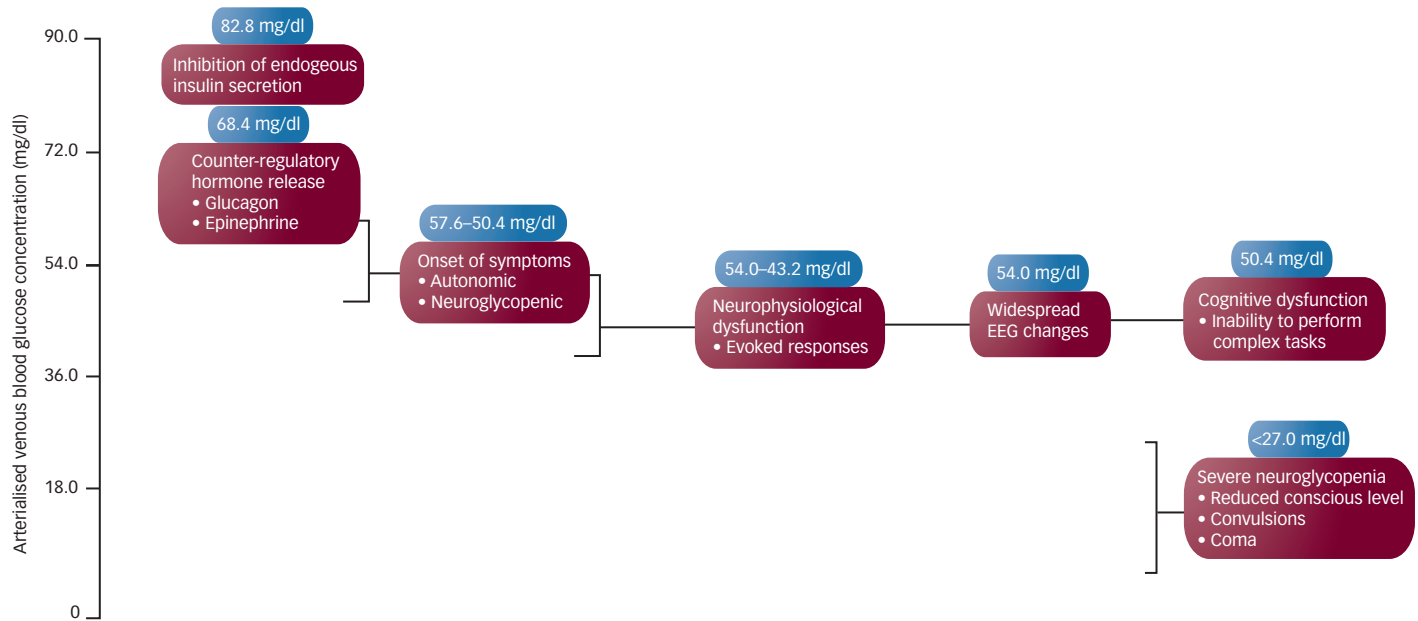 Arterialised venous blood glucose concentration (mg/dl)
90.0
72.0
54.0
36.0
18.0
0
82.8 mg/dl
Inhibition of endogeous
insulin secretion
68.4 mg/dl
Counter-regulatory
hormone release
• Glucagon
• Epinephrine
57.6–50.4 mg/dl
Onset of symptoms
• Autonomic
• Neuroglycopenic
54.0–43.2 mg/dl
Neurophysiological
dysfunction
• Evoked responses
54.0 mg/dl
Widespread
EEG changes
50.4 mg/dl
Cognitive dysfunction
• Inability to perform
complex tasks
<27.0 mg/dl
Severe neuroglycopenia
• Reduced conscious level
• Convulsions
• Coma